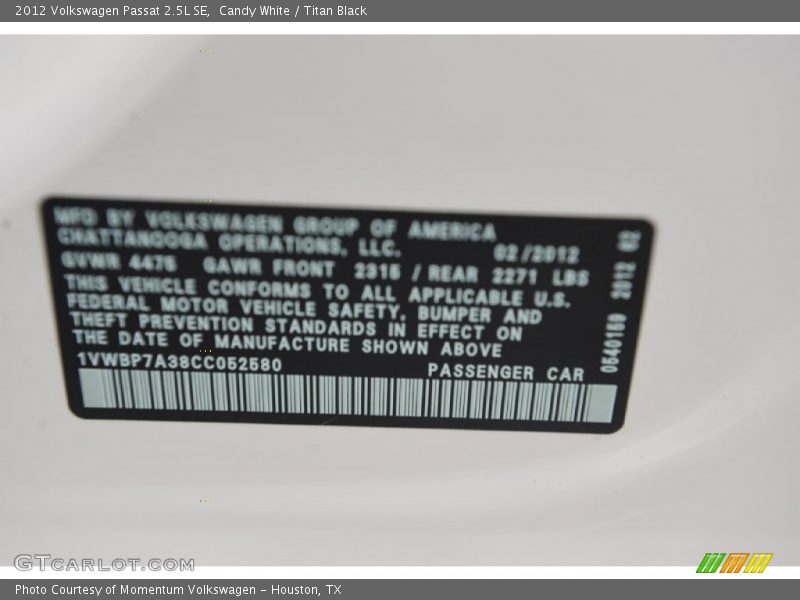 2012 Volkswagen Passat 2.5L SE,  Candy White / Titan Black
MFD BY VOLKSWAGEN GROUP OF AMERICA
CHATTANOOGA OPERATIONS, LLC.
02/2012
GVWR 4475 GAWR FRONT 2315 / REAR 2271 LBS
THIS VEHICLE CONFORMS TO ALL APPLICABLE U.S.
FEDERAL MOTOR VEHICLE SAFETY, BUMPER AND
THEFT PREVENTION STANDARDS IN EFFECT ON
THE DATE OF MANUFACTURE SHOWN ABOVE
1VWBP7A38CC052580
PASSENGER CAR
0540150 2012 02
GTCARLOT.COM
Photo Courtesy of Momentum Volkswagen – Houston, TX